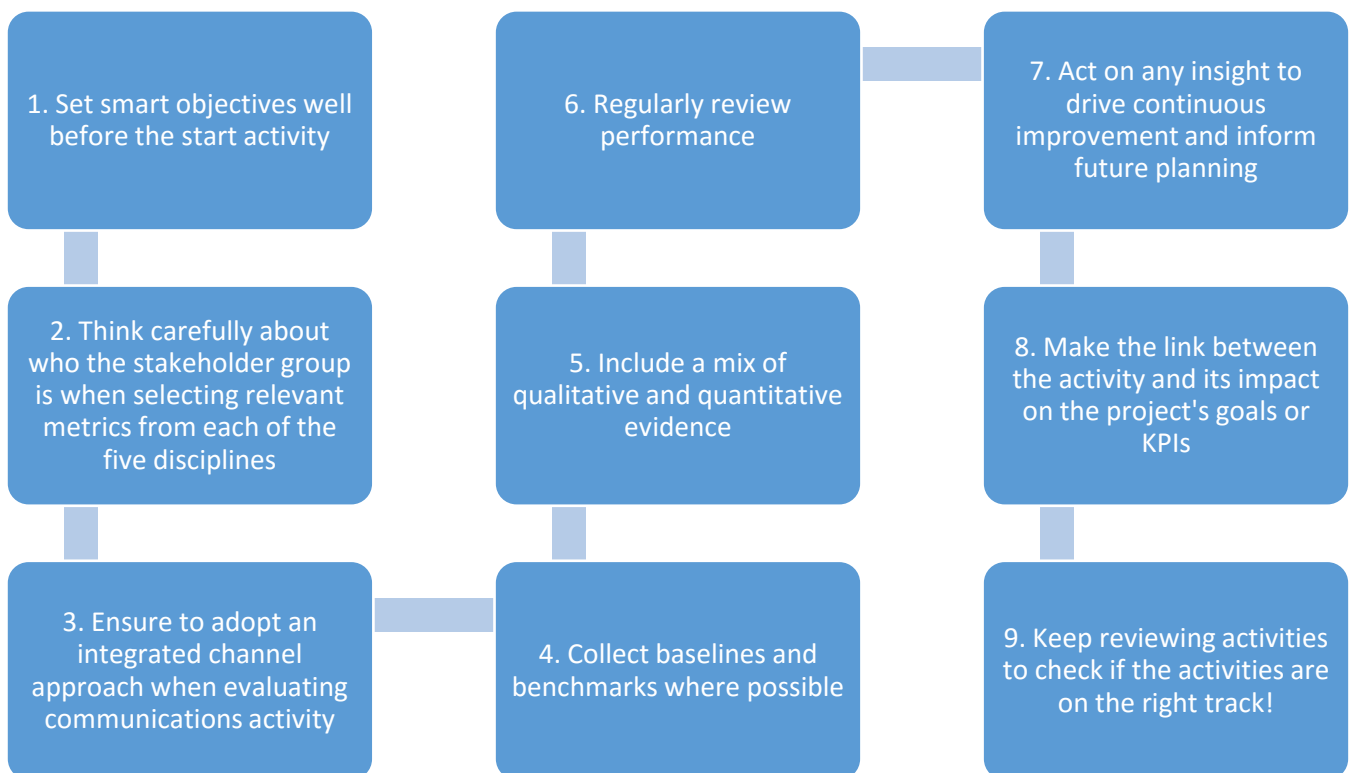 1. Set smart objectives well
before the start activity
2. Think carefully about
who the stakeholder group
is when selecting relevant
metrics from each of the
five disciplines
3. Ensure to adopt an
integrated channel
approach when evaluating
communications activity
4. Collect baselines and
benchmarks where possible
5. Include a mix of
qualitative and quantitative
evidence
6. Regularly review
performance
7. Act on any insight to
drive continuous
improvement and inform
future planning
8. Make the link between
the activity and its impact
on the project's goals or
KPIs
9. Keep reviewing activities
to check if the activities are
on the right track!